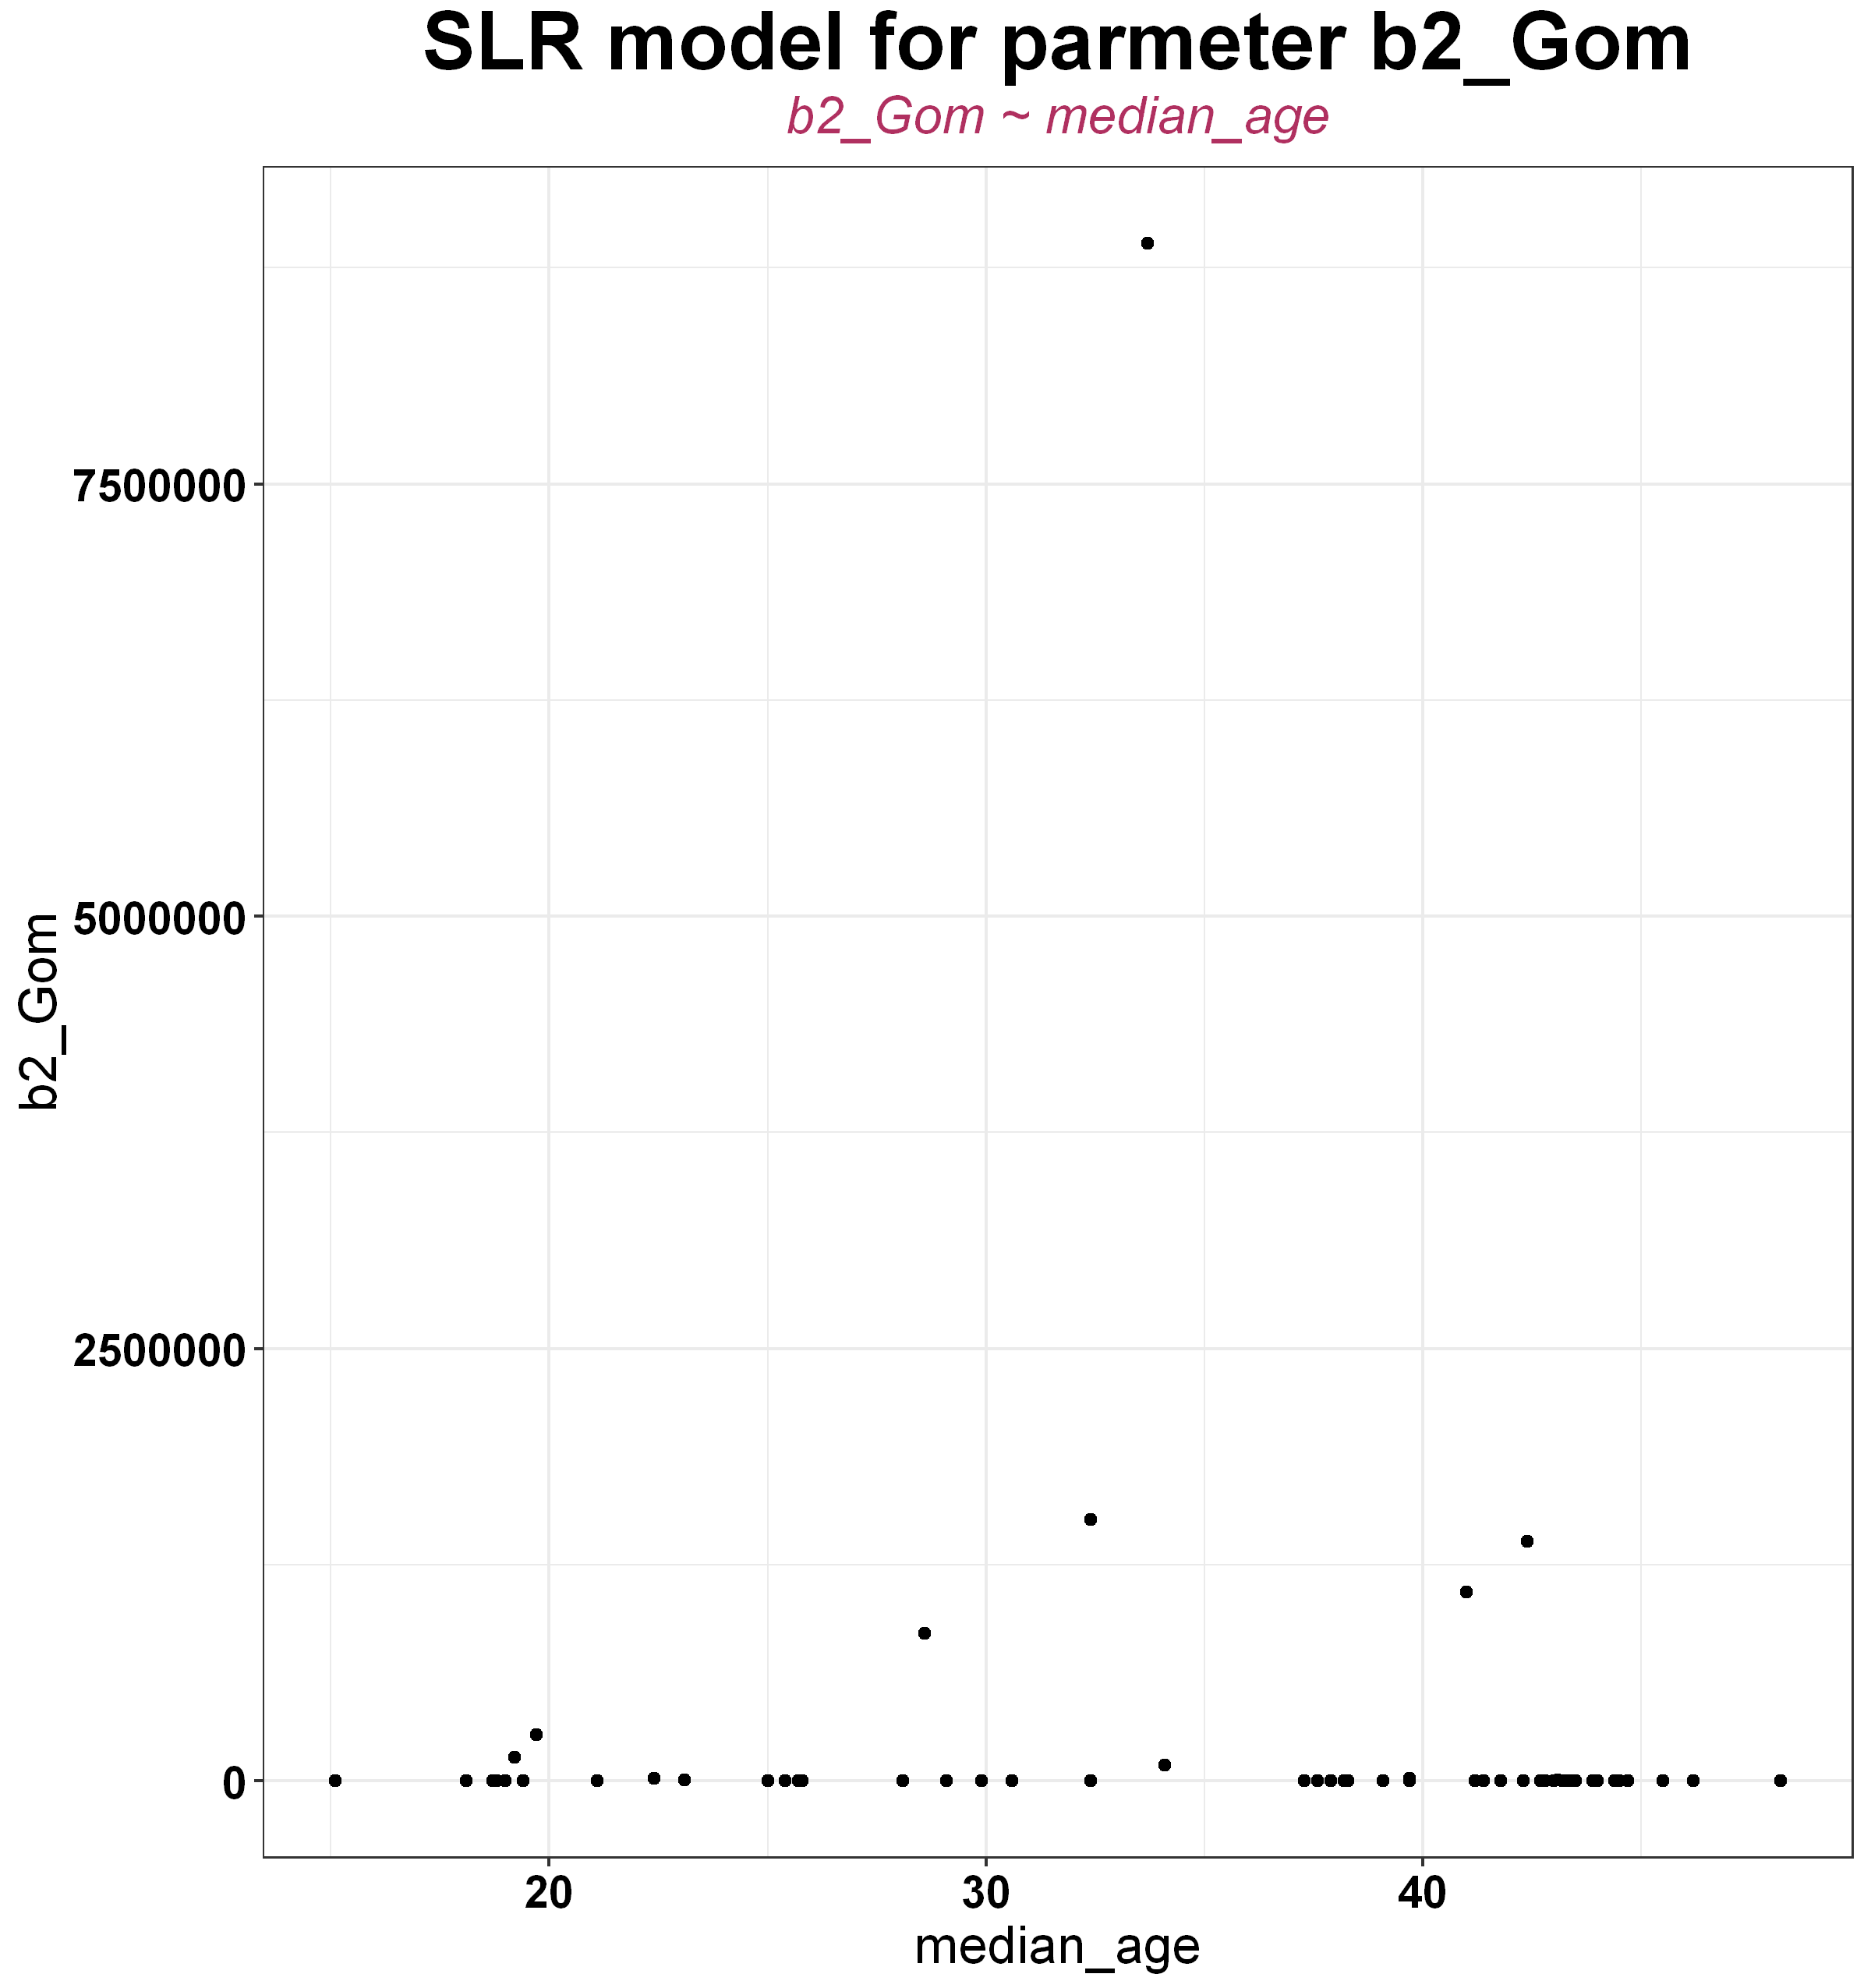 SLR model for parmeter b2_Gom
b2_Gom ~ median_age
7500000
5000000
2500000
0
b2_Gom
20 30 40
median_age